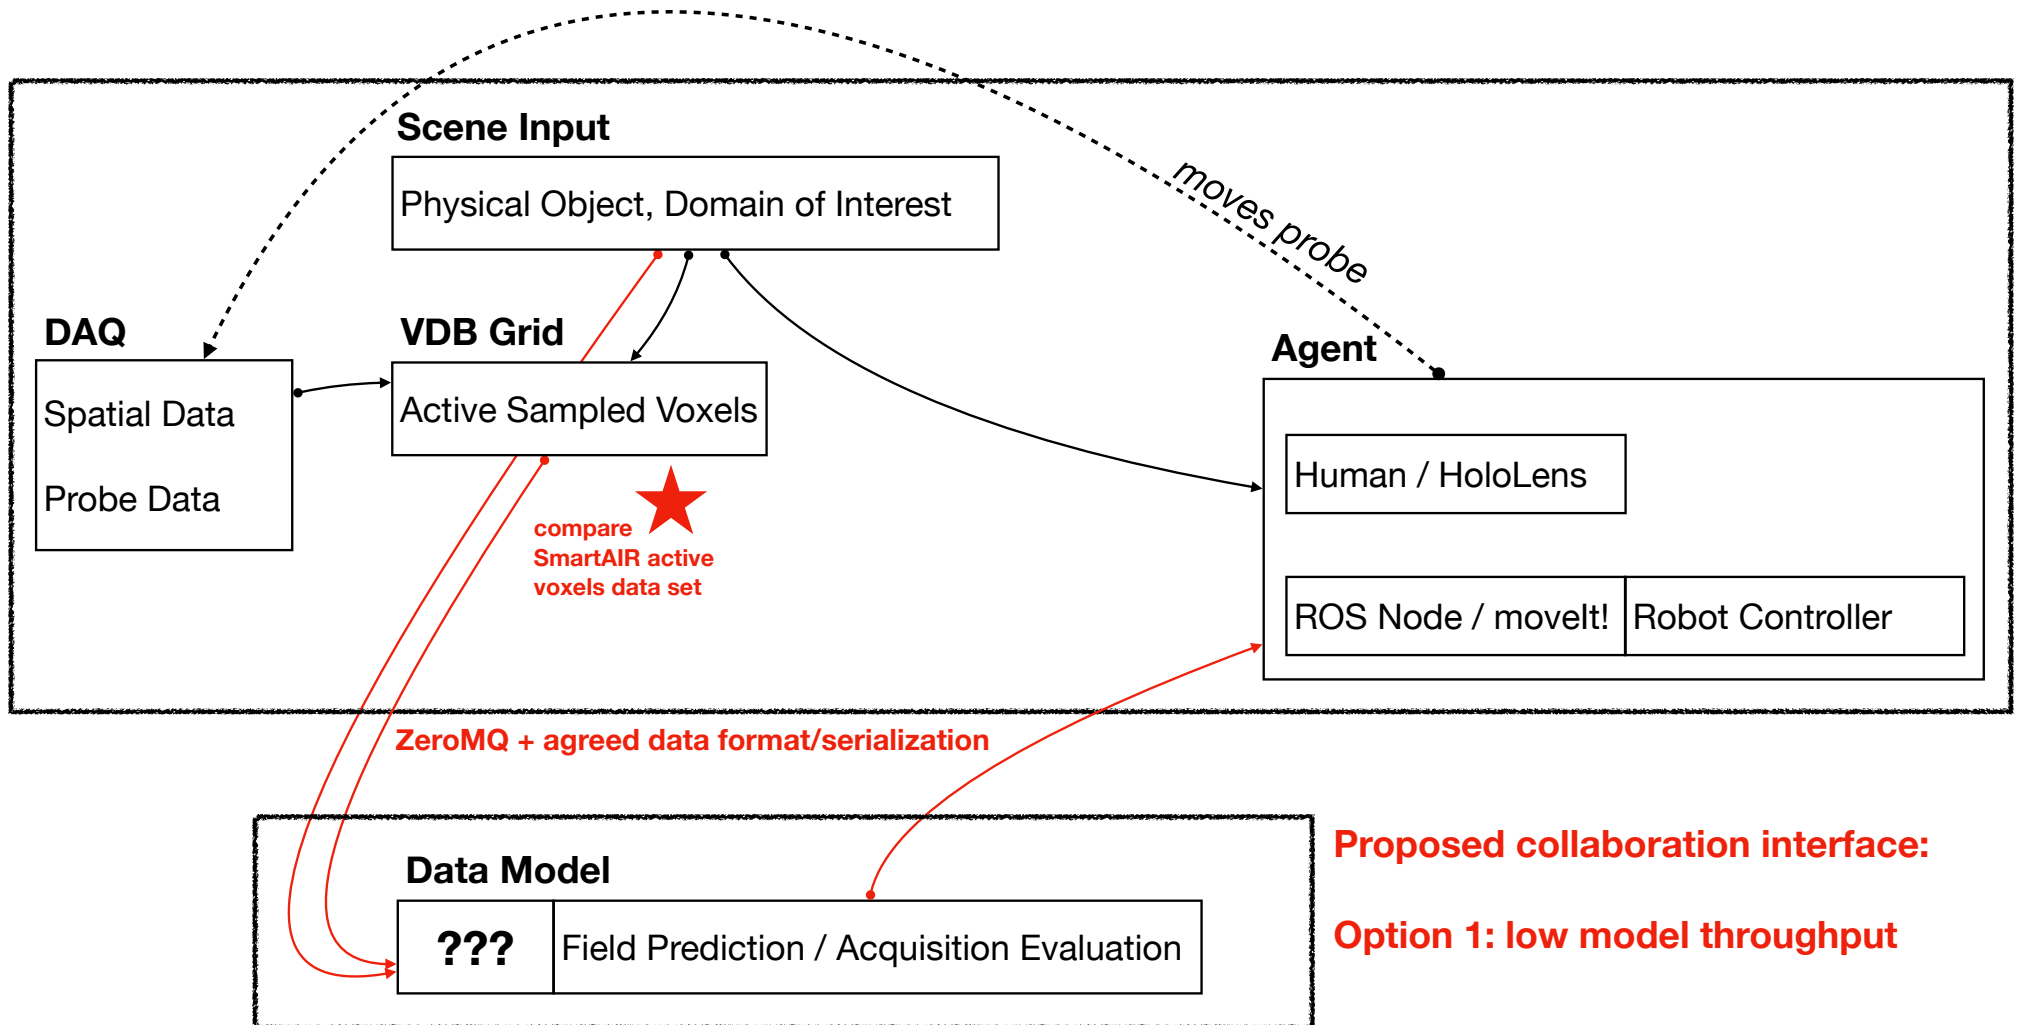 Scene Input
Physical Object, Domain of Interest
moves probe
DAQ
Spatial Data
Probe Data
VDB Grid
Active Sampled Voxels
compare
SmartAIR active
voxels data set
Agent
Human / HoloLens
ROS Node / moveIt!
Robot Controller
ZeroMQ + agreed data format/serialization
Data Model
???
Field Prediction / Acquisition Evaluation
Proposed collaboration interface:
Option 1: low model throughput